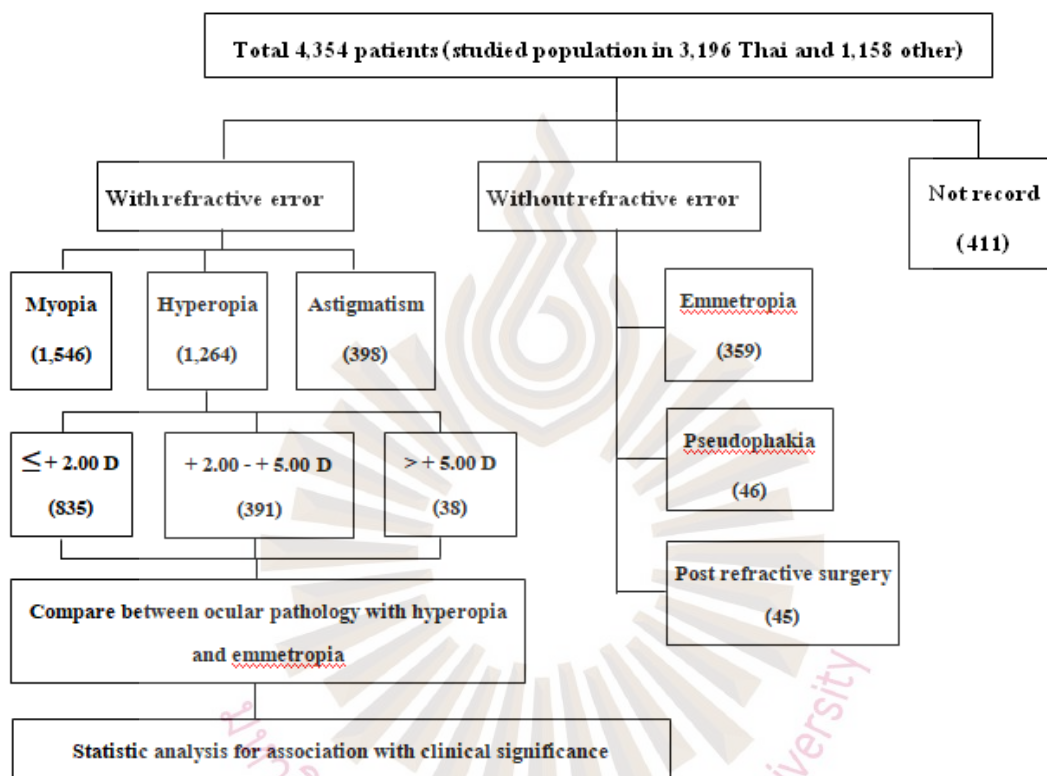 Total 4,354 patients (studied population in 3,196 Thai and 1,158 other)
With refractive error
Without refractive error
Not record
(411)
Myopia
(1,546)
Hyperopia
(1,264)
Astigmatism
(398)
Emmetropia
(359)
≤ + 2.00 D
(835)
+ 2.00 - + 5.00 D
(391)
> + 5.00 D
(38)
Pseudophakia
(46)
Post refractive surgery
(45)
Compare between ocular pathology with hyperopia
and emmetropia
Statistic analysis for association with clinical significance